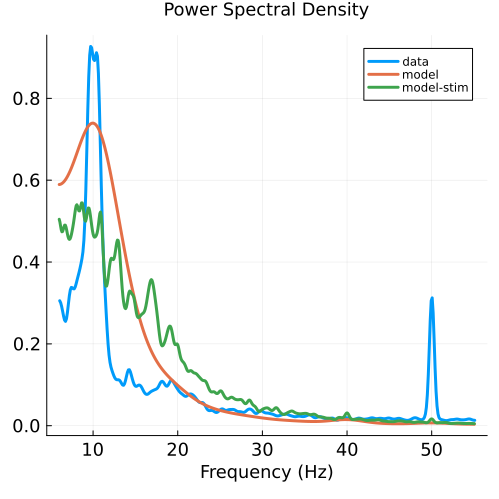 Power Spectral Density
data
model
model-stim
0.8
0.6
0.4
0.2
0.0
10 20 30 40 50
Frequency (Hz)